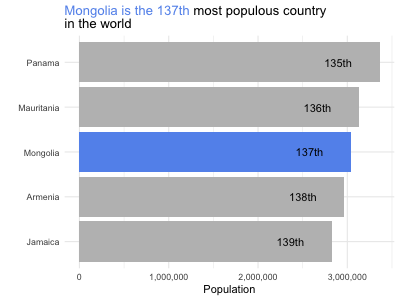 Mongolia is the 137th most populous country
in the world
Panama
135th
Mauritania
136th
Mongolia
137th
Armenia
138th
Jamaica
139th
0
1,000,000
2,000,000
3,000,000
Population